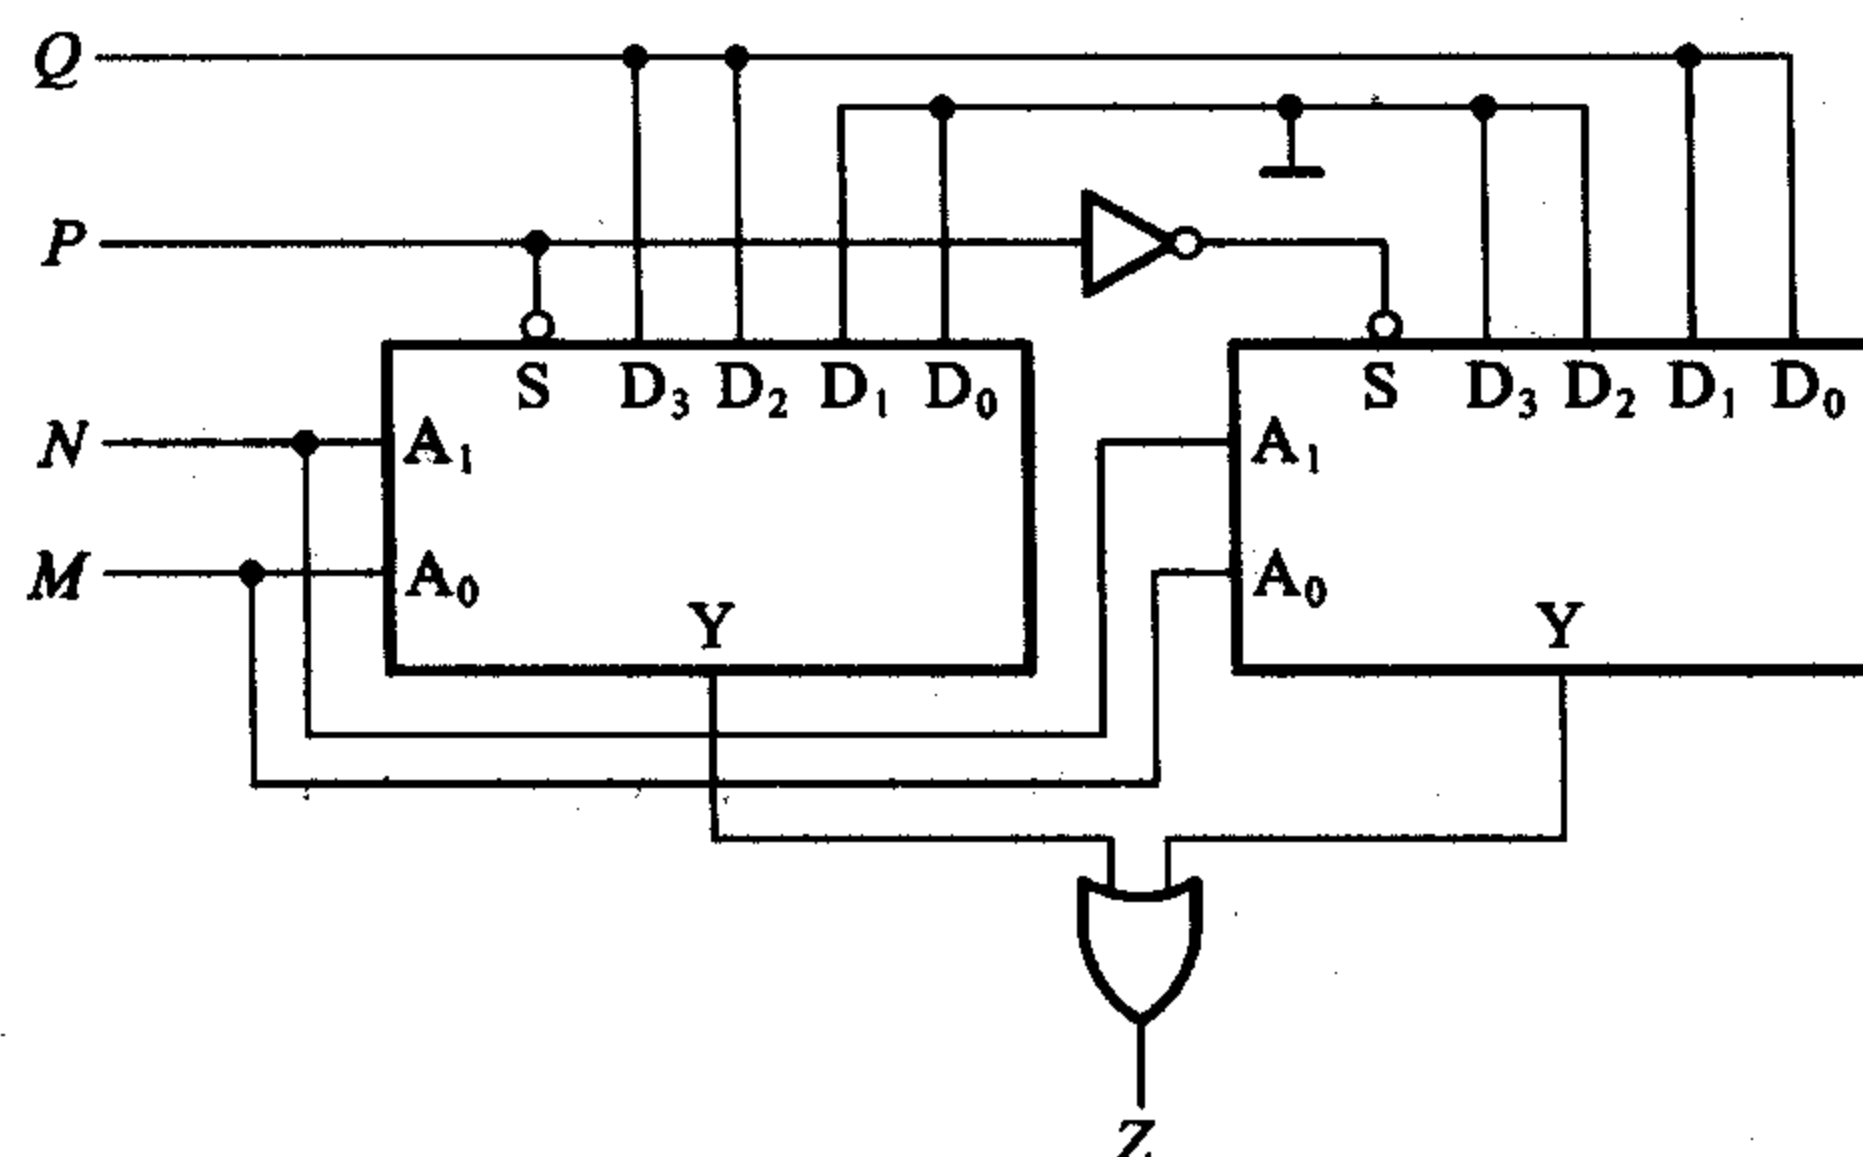 Q
P
S D₃ D₂ D₁ D₀ S D₃ D₂ D₁ D₀
N A₁ A₁
M A₀ A₀
Y Y
Z